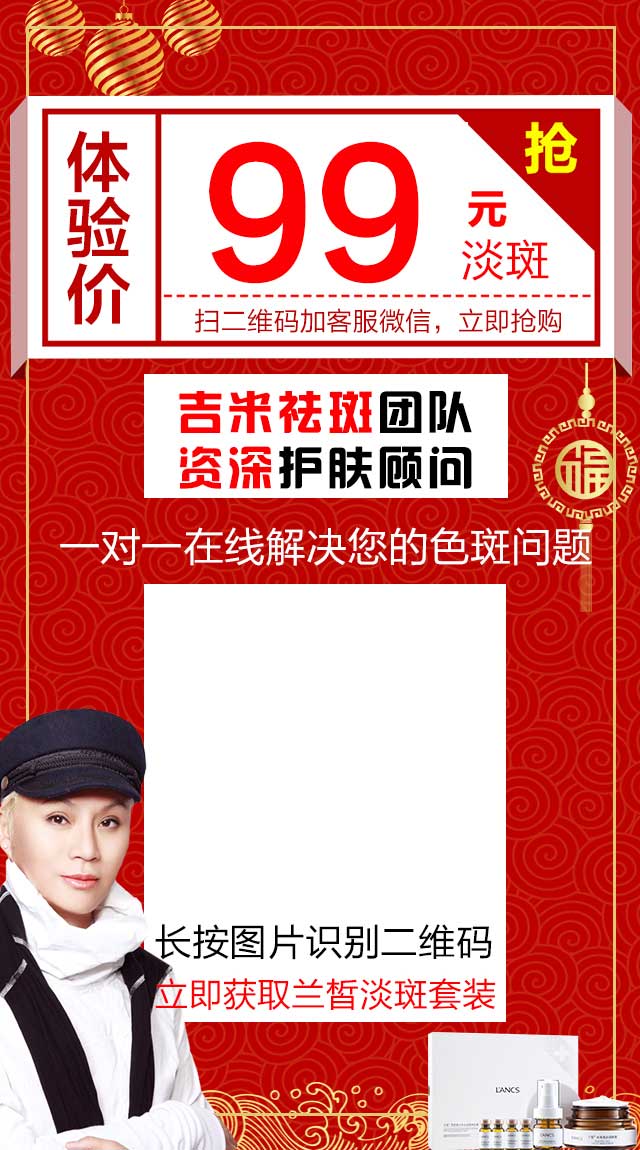 体验价
99
元
淡斑
抢
扫二维码加客服微信，立即抢购
吉米祛斑团队
资深护肤顾问
福
一对一在线解决您的色斑问题
长按图片识别二维码
立即获取兰皙淡斑套装
L'ANCS
L'ANCS